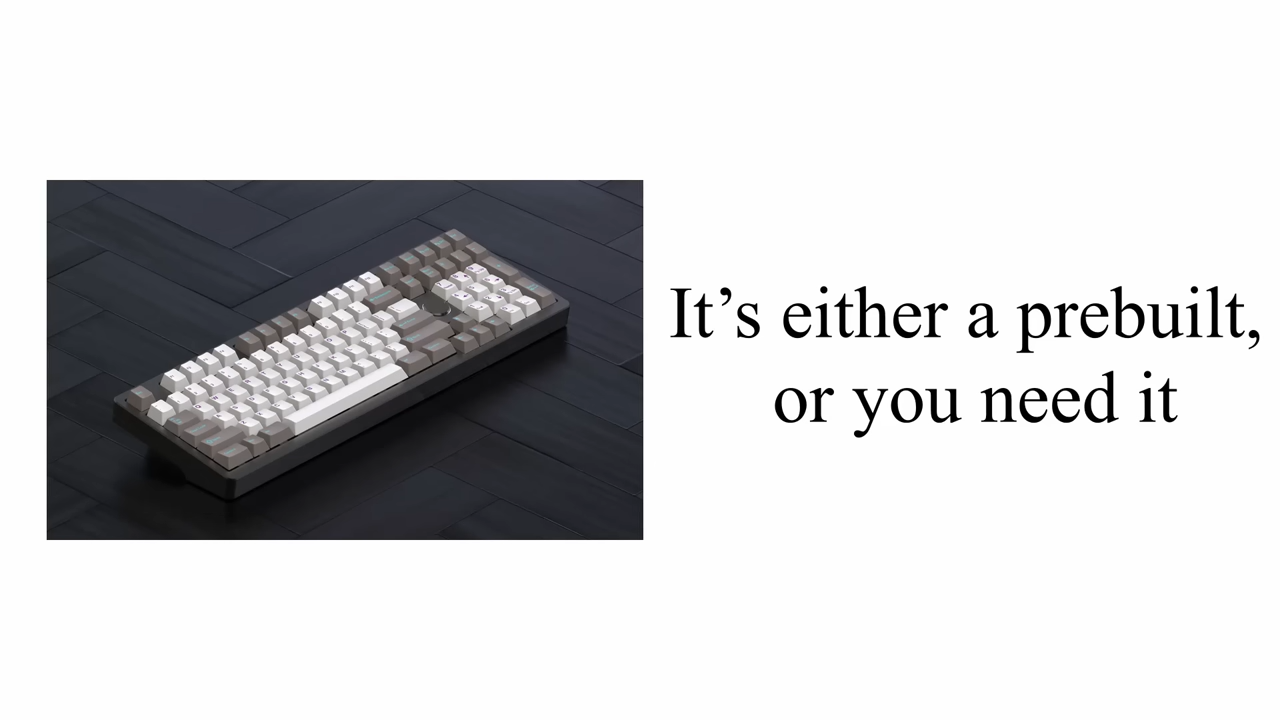 It’s either a prebuilt,
or you need it